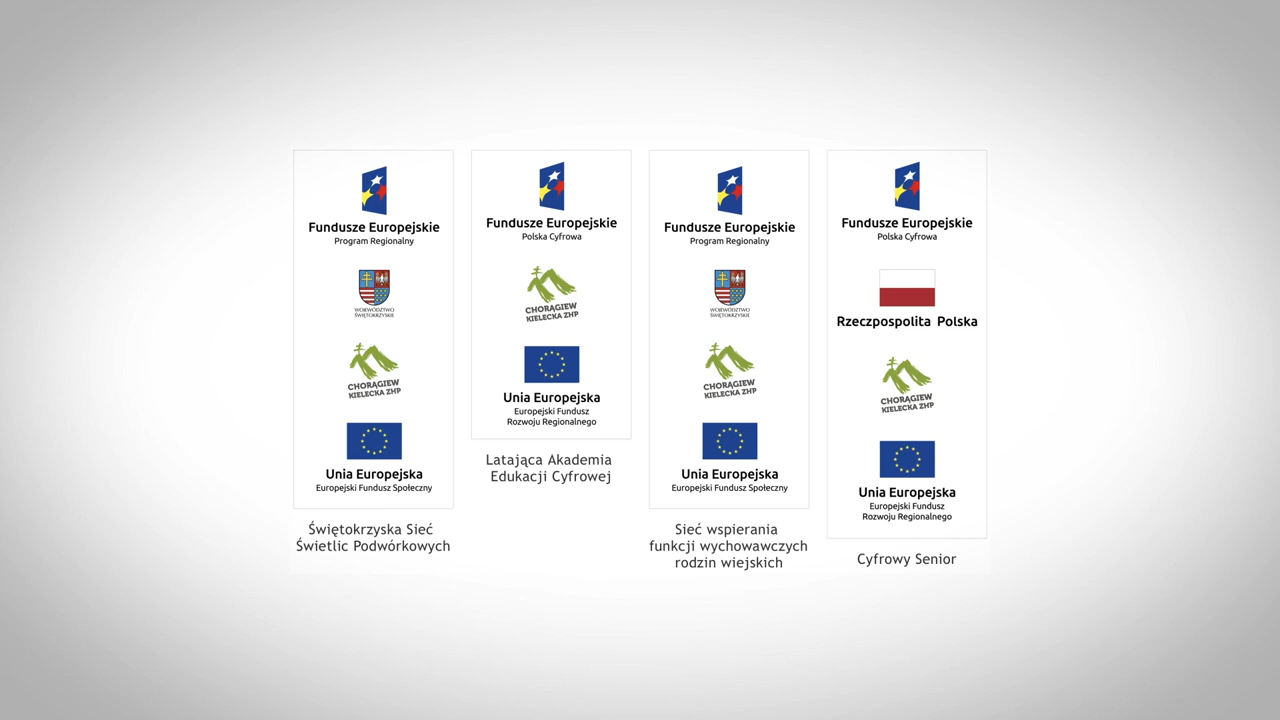 Fundusze Europejskie
Program Regionalny
WOJEWÓDZTWO
ŚWIĘTOKRZYSKIE
CHORĄGIEW
KIELECKA ZHP
Unia Europejska
Europejski Fundusz Społeczny
Świętokrzyska Sieć
Świetlic Podwórkowych
Fundusze Europejskie
Polska Cyfrowa
CHORĄGIEW
KIELECKA ZHP
Unia Europejska
Europejski Fundusz
Rozwoju Regionalnego
Latająca Akademia
Edukacji Cyfrowej
Fundusze Europejskie
Program Regionalny
WOJEWÓDZTWO
ŚWIĘTOKRZYSKIE
CHORĄGIEW
KIELECKA ZHP
Unia Europejska
Europejski Fundusz Społeczny
Sieć wspierania
funkcji wychowawczych
rodzin wiejskich
Fundusze Europejskie
Polska Cyfrowa
Rzeczpospolita Polska
CHORĄGIEW
KIELECKA ZHP
Unia Europejska
Europejski Fundusz
Rozwoju Regionalnego
Cyfrowy Senior